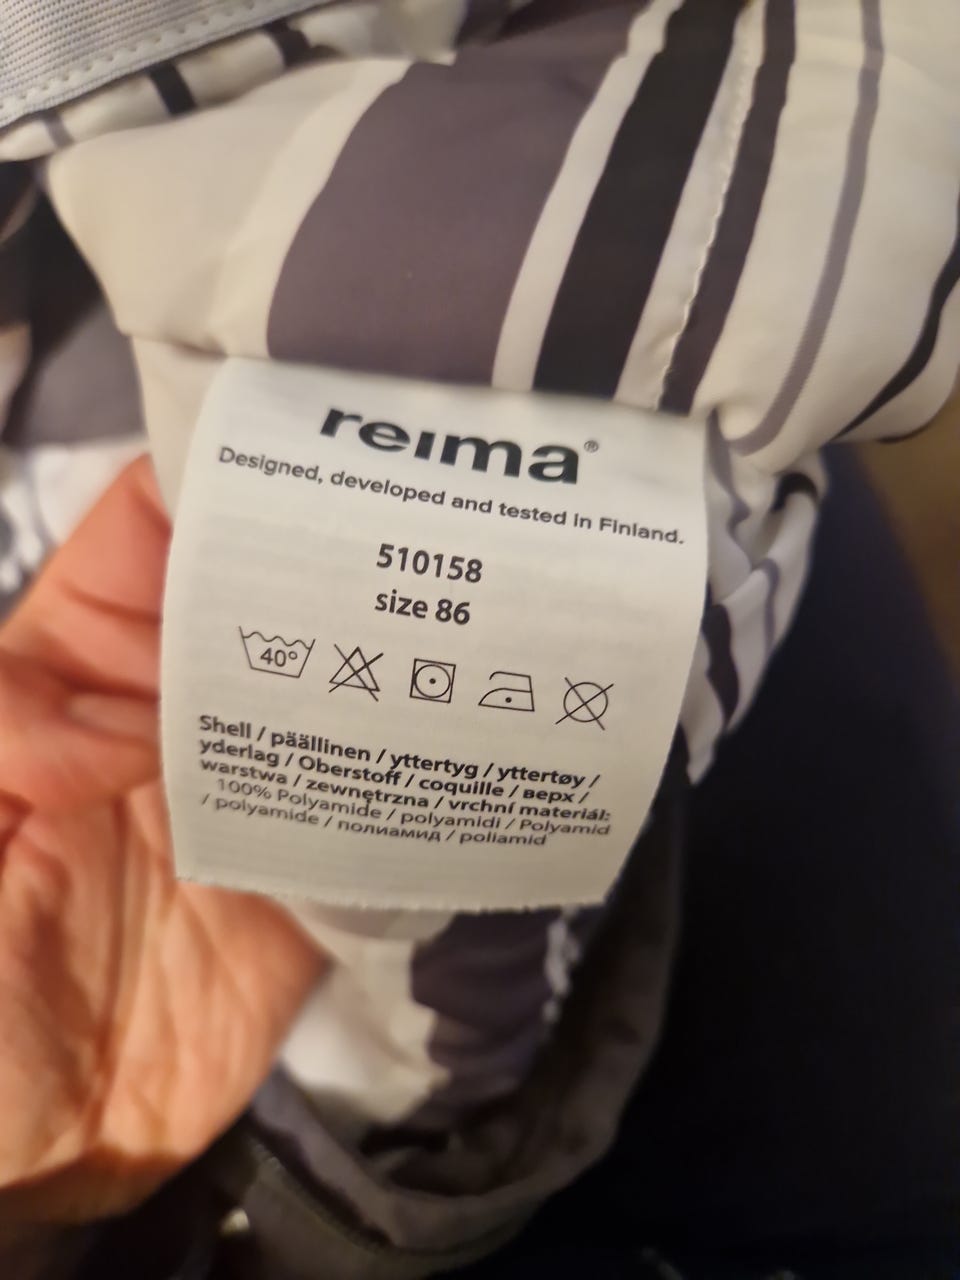 reima®
Designed, developed and tested in Finland.
510158
size 86
40°
Shell / päällinen / yttertyg / yttertøy /
yderlag / Oberstoff / coquille / верх /
warstwa / zewnętrzna / vrchní materiál:
100% Polyamide / polyamidi / Polyamid
/ polyamide / полиамид / poliamid